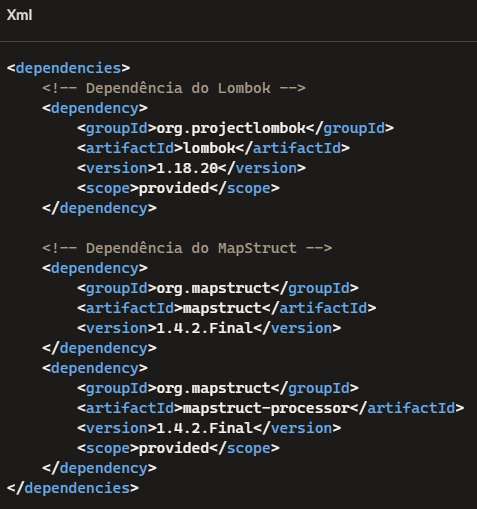 Xml
<dependencies>
    <!-- Dependência do Lombok -->
    <dependency>
        <groupId>org.projectlombok</groupId>
        <artifactId>lombok</artifactId>
        <version>1.18.20</version>
        <scope>provided</scope>
    </dependency>

    <!-- Dependência do MapStruct -->
    <dependency>
        <groupId>org.mapstruct</groupId>
        <artifactId>mapstruct</artifactId>
        <version>1.4.2.Final</version>
    </dependency>
    <dependency>
        <groupId>org.mapstruct</groupId>
        <artifactId>mapstruct-processor</artifactId>
        <version>1.4.2.Final</version>
        <scope>provided</scope>
    </dependency>
</dependencies>